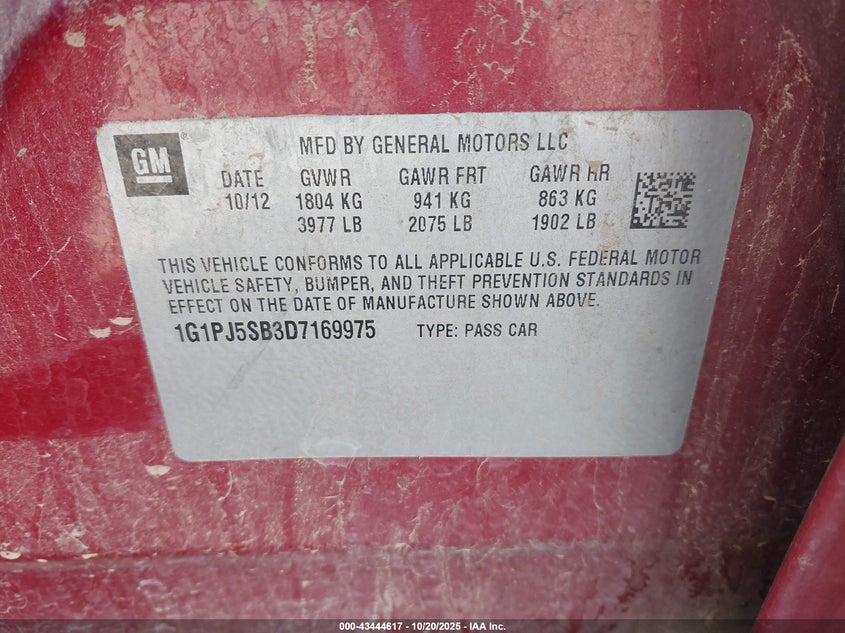 GM
®
MFD BY GENERAL MOTORS LLC
DATE GVWR GAWR FRT GAWR RR
10/12 1804 KG 941 KG 863 KG
3977 LB 2075 LB 1902 LB
THIS VEHICLE CONFORMS TO ALL APPLICABLE U.S. FEDERAL MOTOR
VEHICLE SAFETY, BUMPER, AND THEFT PREVENTION STANDARDS IN
EFFECT ON THE DATE OF MANUFACTURE SHOWN ABOVE.
1G1PJ5SB3D7169975 TYPE: PASS CAR
000-43444617 - 10/20/2025 - IAA Inc.